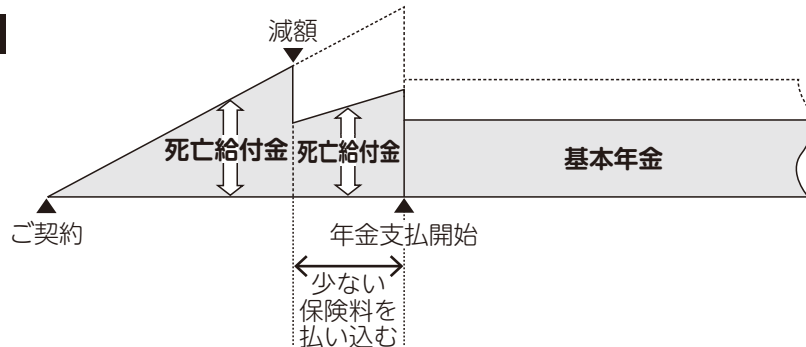 減額
死亡給付金
死亡給付金
基本年金
ご契約
年金支払開始
少ない
保険料を
払い込む